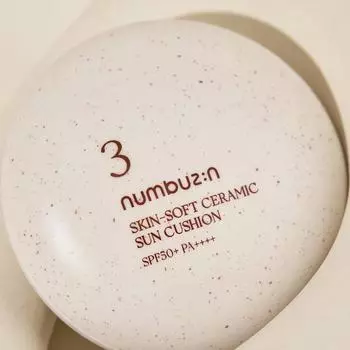 3
numbuz:n
SKIN-SOFT CERAMIC
SUN CUSHION
SPF50+ PA++++